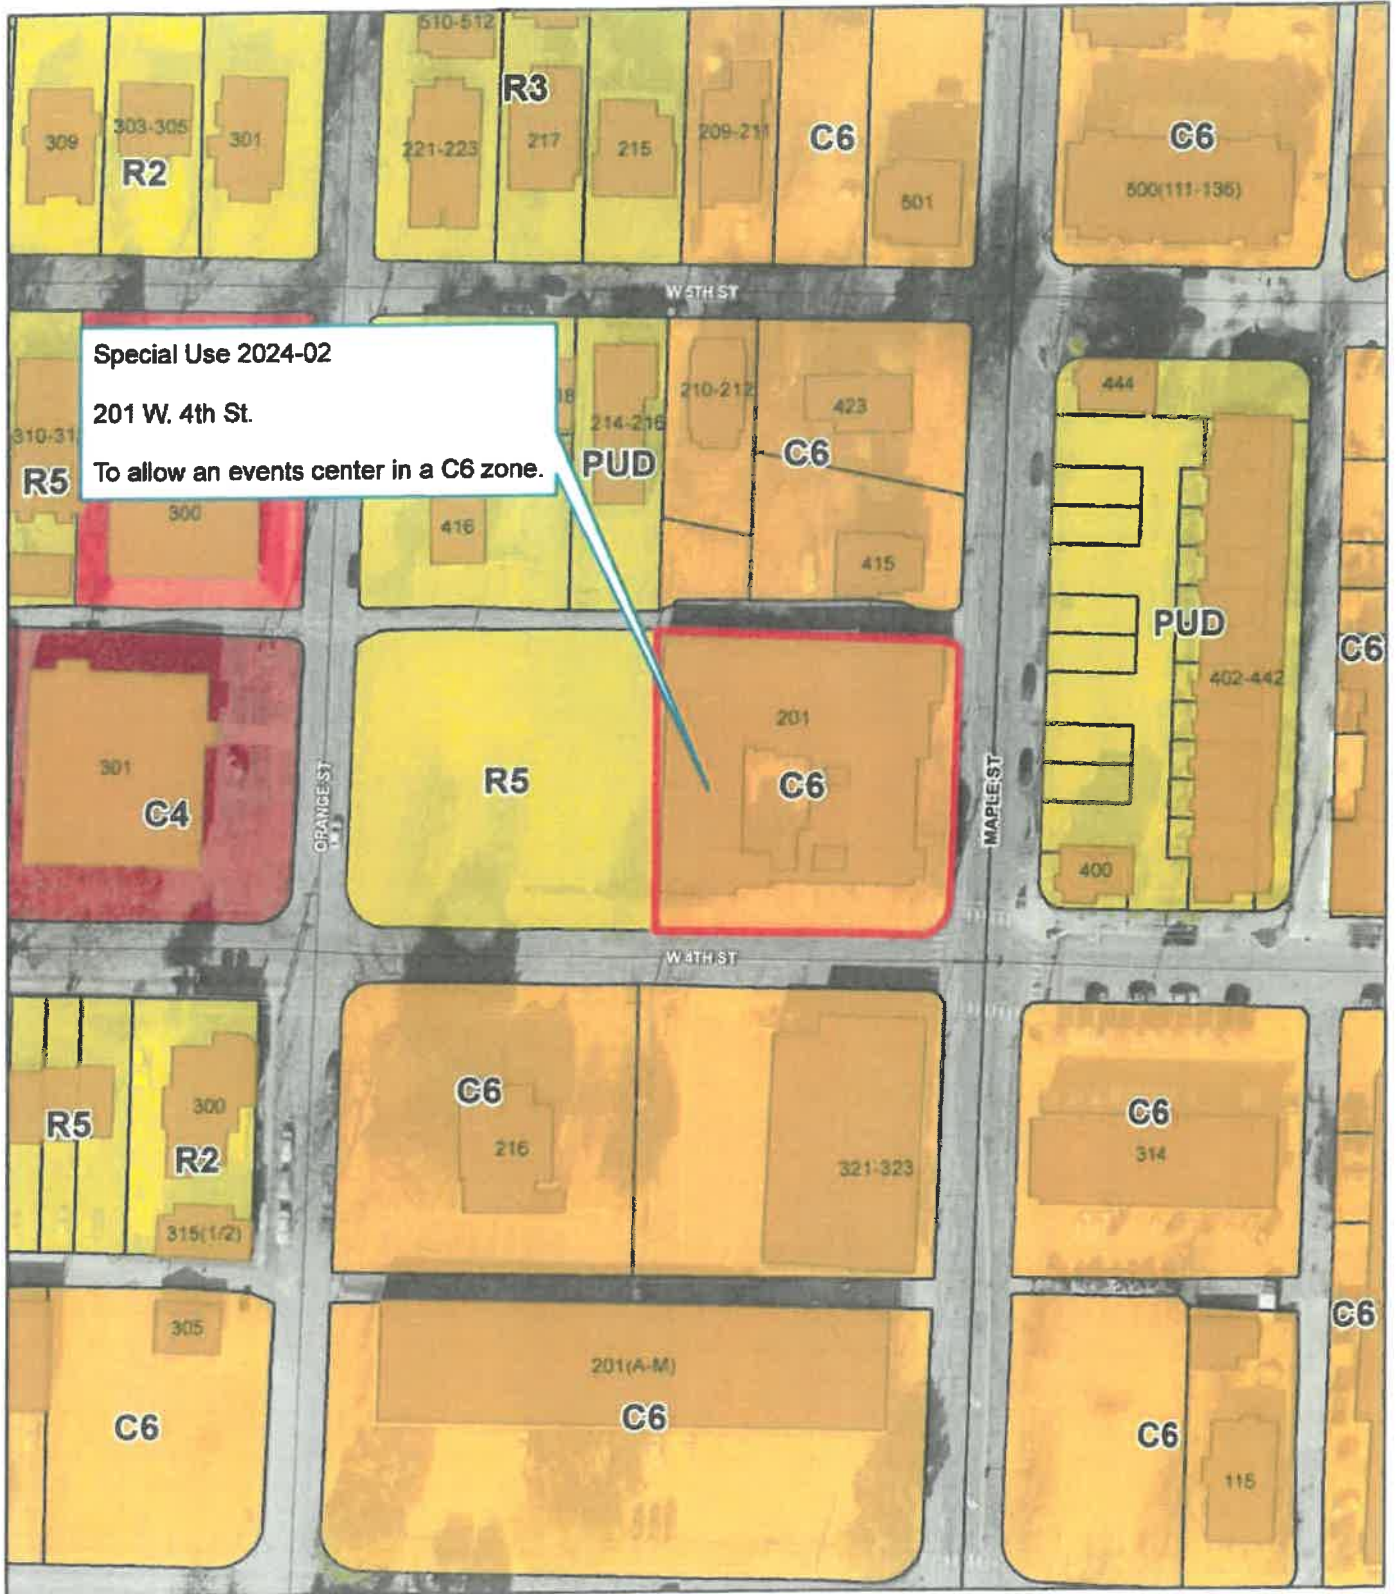 510-512
R3
C6
C6
309
303-305
301
R2
221-223
217
215
209-211
501
500(111-135)
W 5TH ST
Special Use 2024-02
201 W. 4th St.
To allow an events center in a C6 zone.
R5
300
416
214-216
PUD
210-212
423
C6
415
444
PUD
402-442
400
C6
301
C4
ORANGE ST
R5
201
C6
MAPLE ST
W 4TH ST
R5
300
R2
315(1/2)
C6
216
321-323
C6
314
305
C6
201(A-M)
C6
C6
115
C6